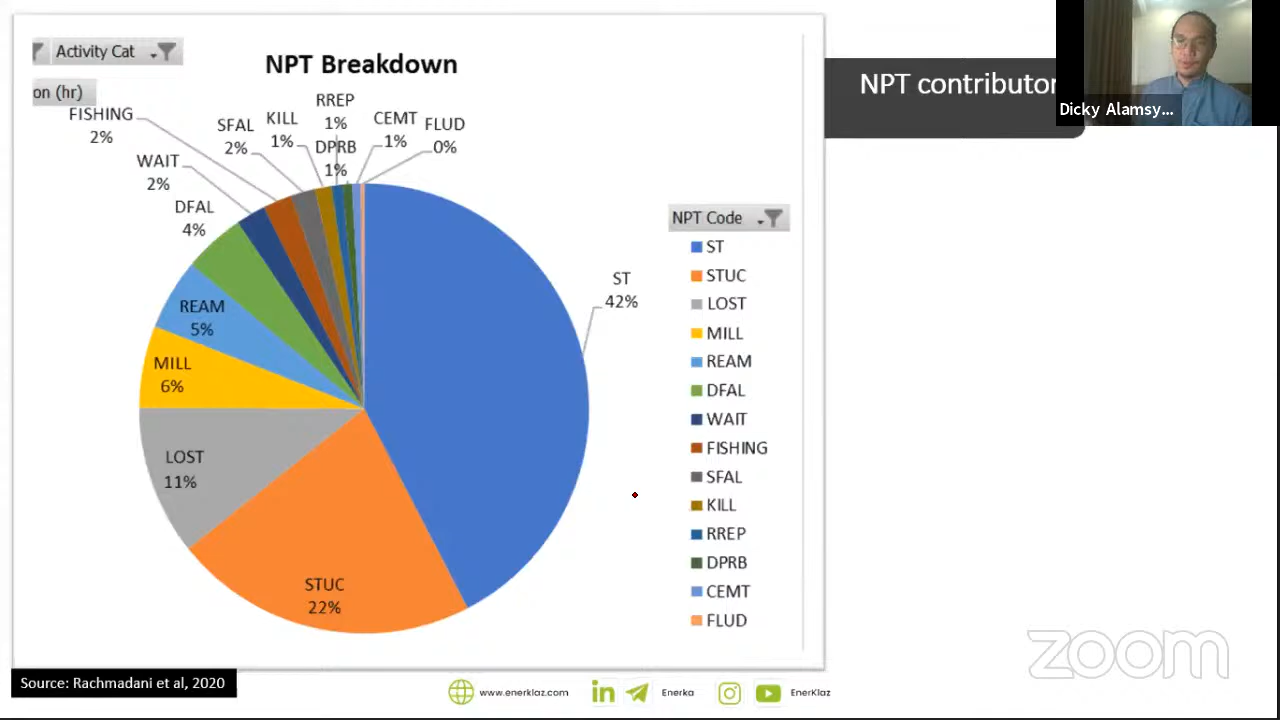 Activity Cat
NPT Breakdown
on (hr)
NPT contributor
Dicky Alamsy...
FISHING
2%
WAIT
2%
DFAL
4%
SFAL
2%
KILL
1%
RREP
1%
DPRB
1%
CEMT
1%
FLUD
0%
ST
42%
REAM
5%
MILL
6%
LOST
11%
STUC
22%
NPT Code
ST
STUC
LOST
MILL
REAM
DFAL
WAIT
FISHING
SFAL
KILL
RREP
DPRB
CEMT
FLUD
zoom
Source: Rachmadani et al, 2020
www.enerklaz.com
in
Enerka
EnerKlaz